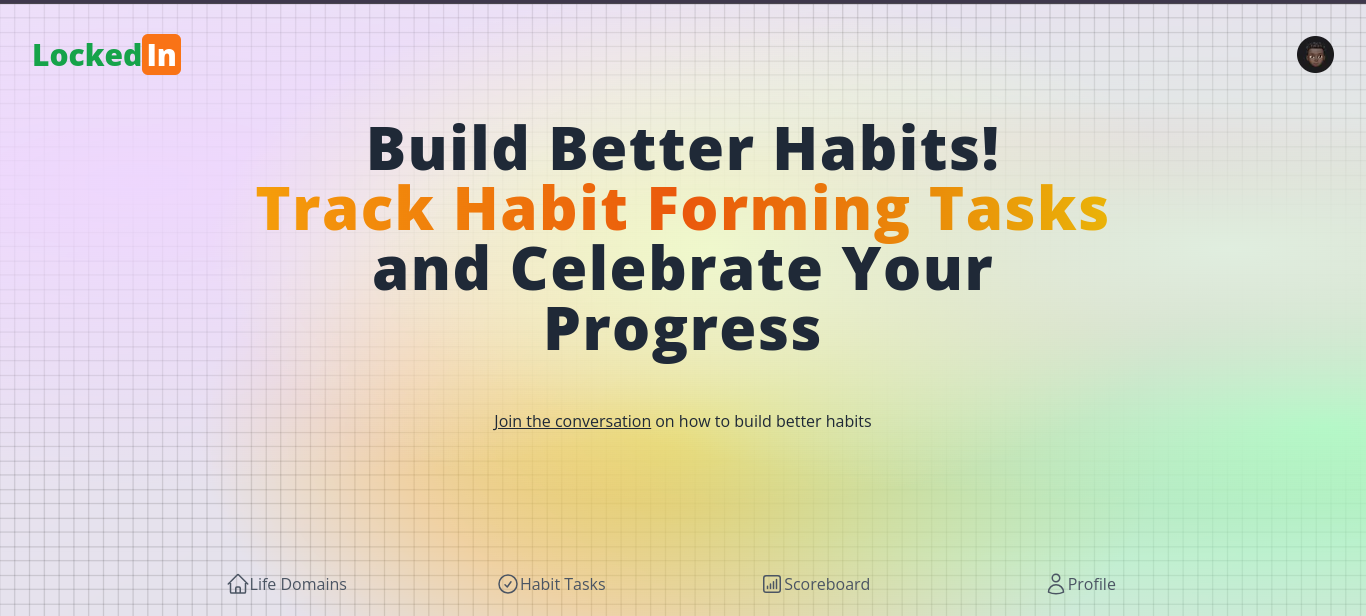 LockedIn
Build Better Habits!
Track Habit Forming Tasks
and Celebrate Your
Progress
Join the conversation on how to build better habits
Life Domains
Habit Tasks
Scoreboard
Profile